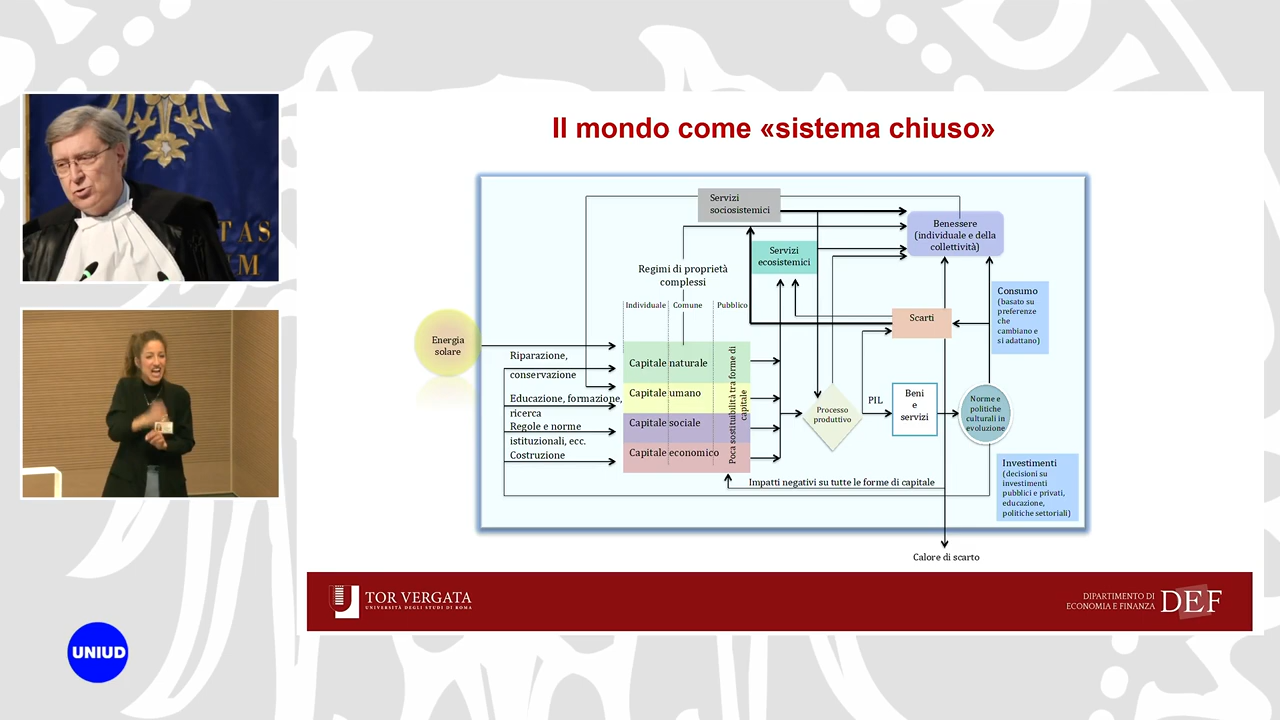 Il mondo come «sistema chiuso»
Servizi
sociosistemici
Benessere
(individuale e della
collettività)
Servizi
ecosistemici
Regimi di proprietà
complessi
Individuale
Comune
Pubblico
Consumo
(basato su
preferenze
che
cambiano e
si adattano)
Scarti
Energia
solare
Riparazione,
conservazione
Educazione, formazione,
ricerca
Regole e norme
istituzionali, ecc.
Costruzione
Capitale naturale
Capitale umano
Capitale sociale
Capitale economico
Poca sostituibilità tra forme di
capitale
Processo
produttivo
PIL
Beni
e
servizi
Norme e
politiche
culturali in
evoluzione
Impatti negativi su tutte le forme di capitale
Investimenti
(decisioni su
investimenti
pubblici e privati,
educazione,
politiche settoriali)
Calore di scarto
TOR VERGATA
UNIVERSITÀ DEGLI STUDI DI ROMA
DIPARTIMENTO DI
ECONOMIA E FINANZA
DEF
TAS
M
UNIUD